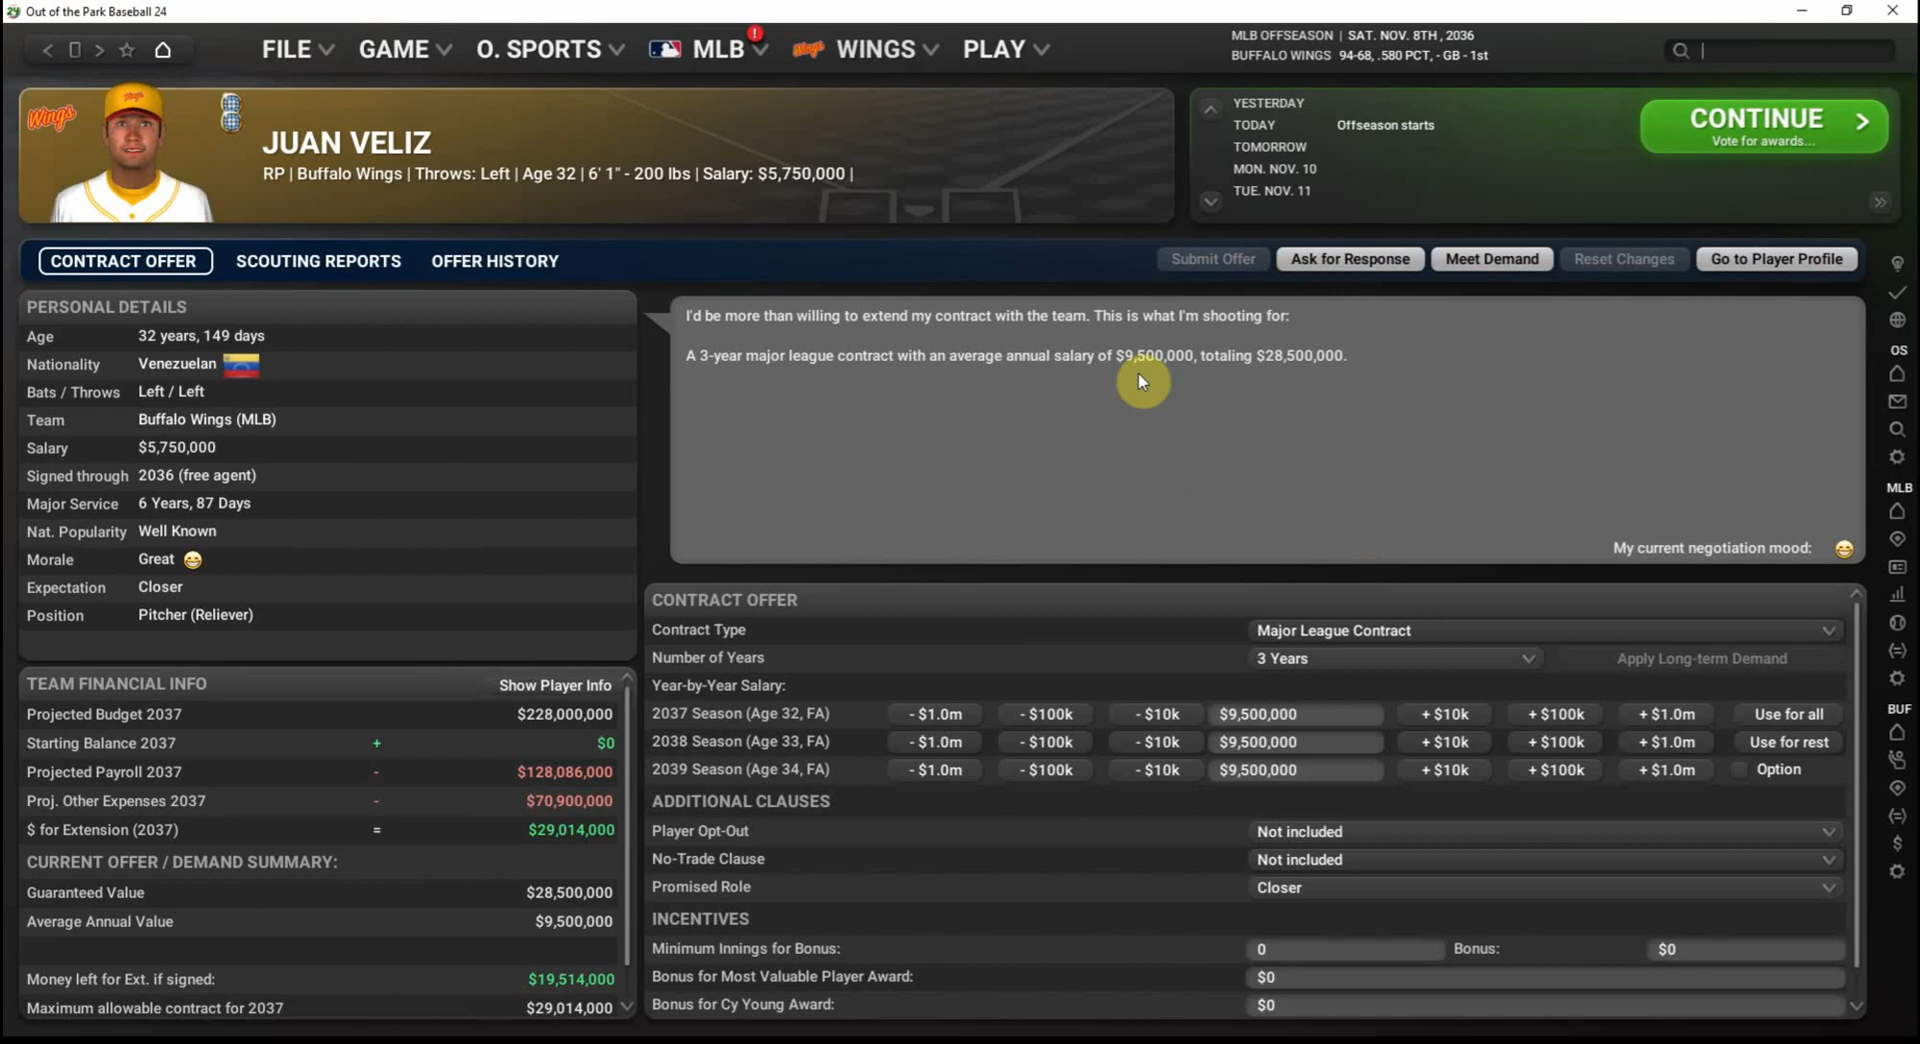 Out of the Park Baseball 24
FILE GAME O. SPORTS MLB WINGS PLAY
MLB OFFSEASON | SAT. NOV. 8TH , 2036
BUFFALO WINGS 94-68, .580 PCT, - GB - 1st
Wings
JUAN VELIZ
RP | Buffalo Wings | Throws: Left | Age 32 | 6' 1" - 200 lbs | Salary: $5,750,000 |
YESTERDAY
TODAY Offseason starts
TOMORROW
MON. NOV. 10
TUE. NOV. 11
CONTINUE
Vote for awards...
CONTRACT OFFER SCOUTING REPORTS OFFER HISTORY
Submit Offer Ask for Response Meet Demand Reset Changes Go to Player Profile
PERSONAL DETAILS
Age 32 years, 149 days
Nationality Venezuelan
Bats / Throws Left / Left
Team Buffalo Wings (MLB)
Salary $5,750,000
Signed through 2036 (free agent)
Major Service 6 Years, 87 Days
Nat. Popularity Well Known
Morale Great
Expectation Closer
Position Pitcher (Reliever)
I'd be more than willing to extend my contract with the team. This is what I'm shooting for:
A 3-year major league contract with an average annual salary of $9,500,000, totaling $28,500,000.
My current negotiation mood:
TEAM FINANCIAL INFO Show Player Info
Projected Budget 2037 $228,000,000
Starting Balance 2037 + $0
Projected Payroll 2037 - $128,086,000
Proj. Other Expenses 2037 - $70,900,000
$ for Extension (2037) = $29,014,000
CURRENT OFFER / DEMAND SUMMARY:
Guaranteed Value $28,500,000
Average Annual Value $9,500,000
Money left for Ext. if signed: $19,514,000
Maximum allowable contract for 2037 $29,014,000
CONTRACT OFFER
Contract Type Major League Contract
Number of Years 3 Years Apply Long-term Demand
Year-by-Year Salary:
2037 Season (Age 32, FA) - $1.0m - $100k - $10k $9,500,000 + $10k + $100k + $1.0m Use for all
2038 Season (Age 33, FA) - $1.0m - $100k - $10k $9,500,000 + $10k + $100k + $1.0m Use for rest
2039 Season (Age 34, FA) - $1.0m - $100k - $10k $9,500,000 + $10k + $100k + $1.0m Option
ADDITIONAL CLAUSES
Player Opt-Out Not included
No-Trade Clause Not included
Promised Role Closer
INCENTIVES
Minimum Innings for Bonus: 0 Bonus: $0
Bonus for Most Valuable Player Award: $0
Bonus for Cy Young Award: $0
OS
MLB
BUF